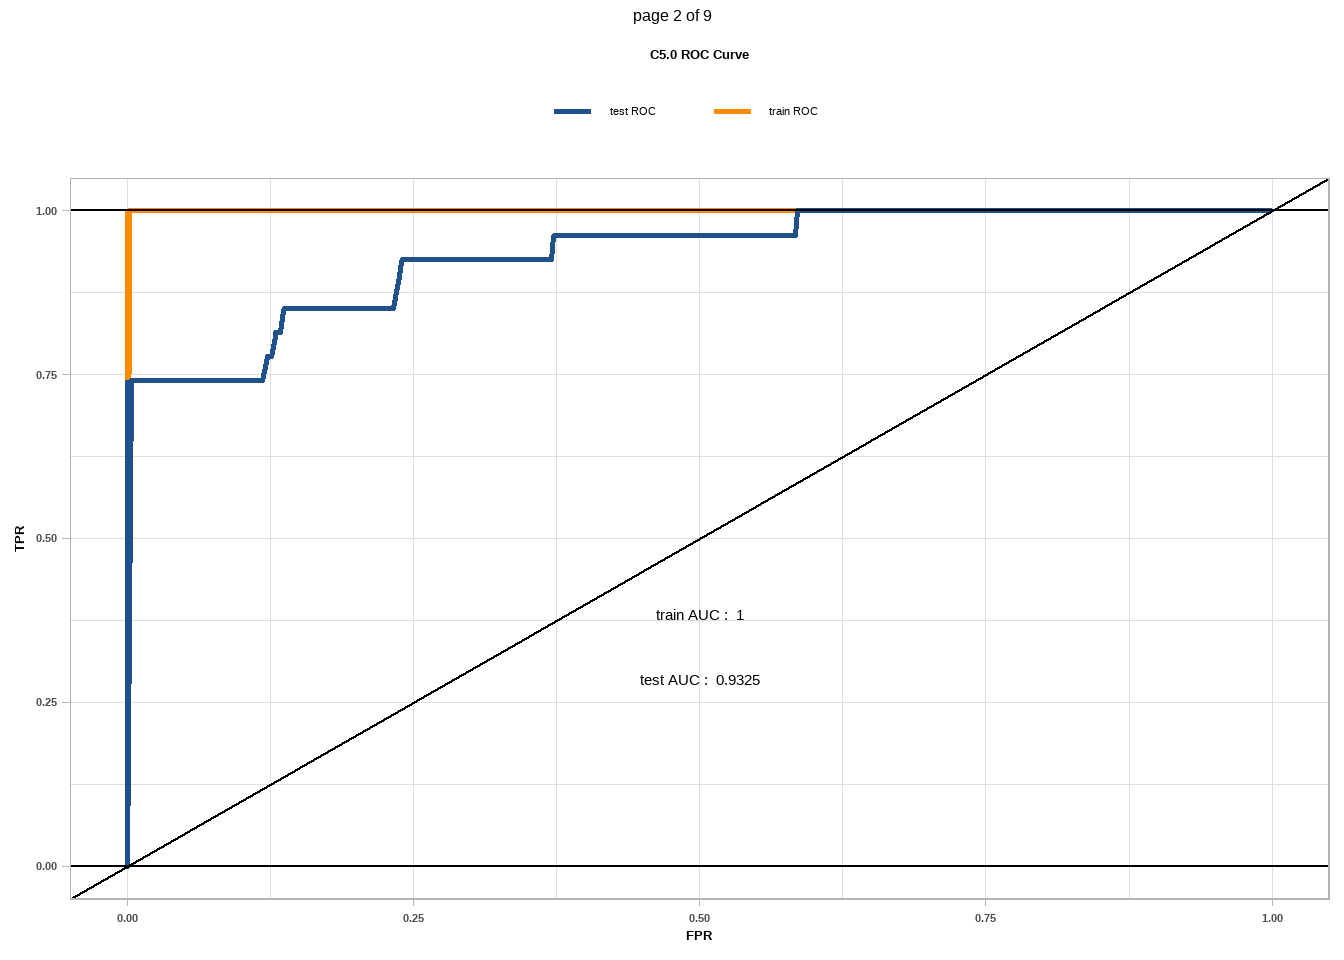 page 2 of 9
C5.0 ROC Curve
test ROC train ROC
1.00
0.75
0.50
0.25
0.00
TPR
train AUC : 1
test AUC : 0.9325
0.00 0.25 0.50 0.75 1.00
FPR